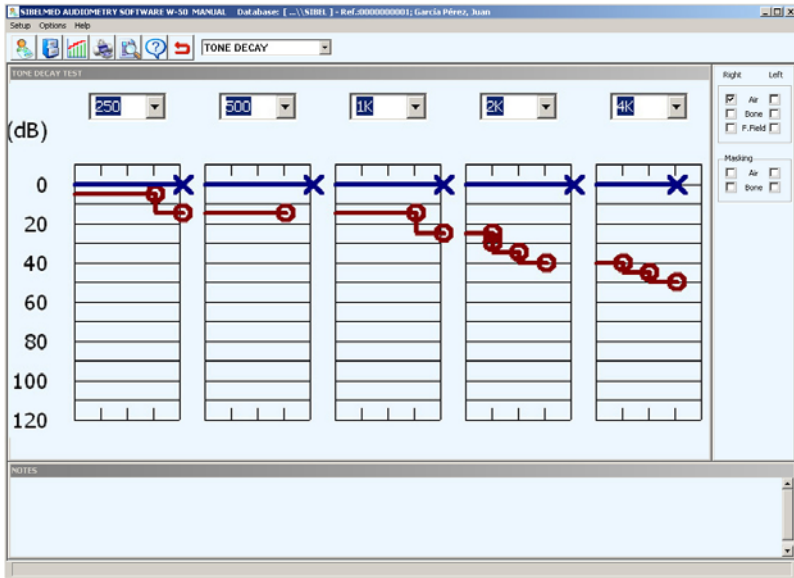 SIBELMED AUDIOMETRY SOFTWARE W-50 MANUAL Database: [ ...\\SIBEL ] - Ref.:0000000001; García Pérez, Juan
Setup Options Help
TONE DECAY
TONE DECAY TEST
Right Left
250 500 1K 2K 4K
Air
Bone
F.Field
(dB)
Masking
Air
Bone
0
20
40
60
80
100
120
NOTES